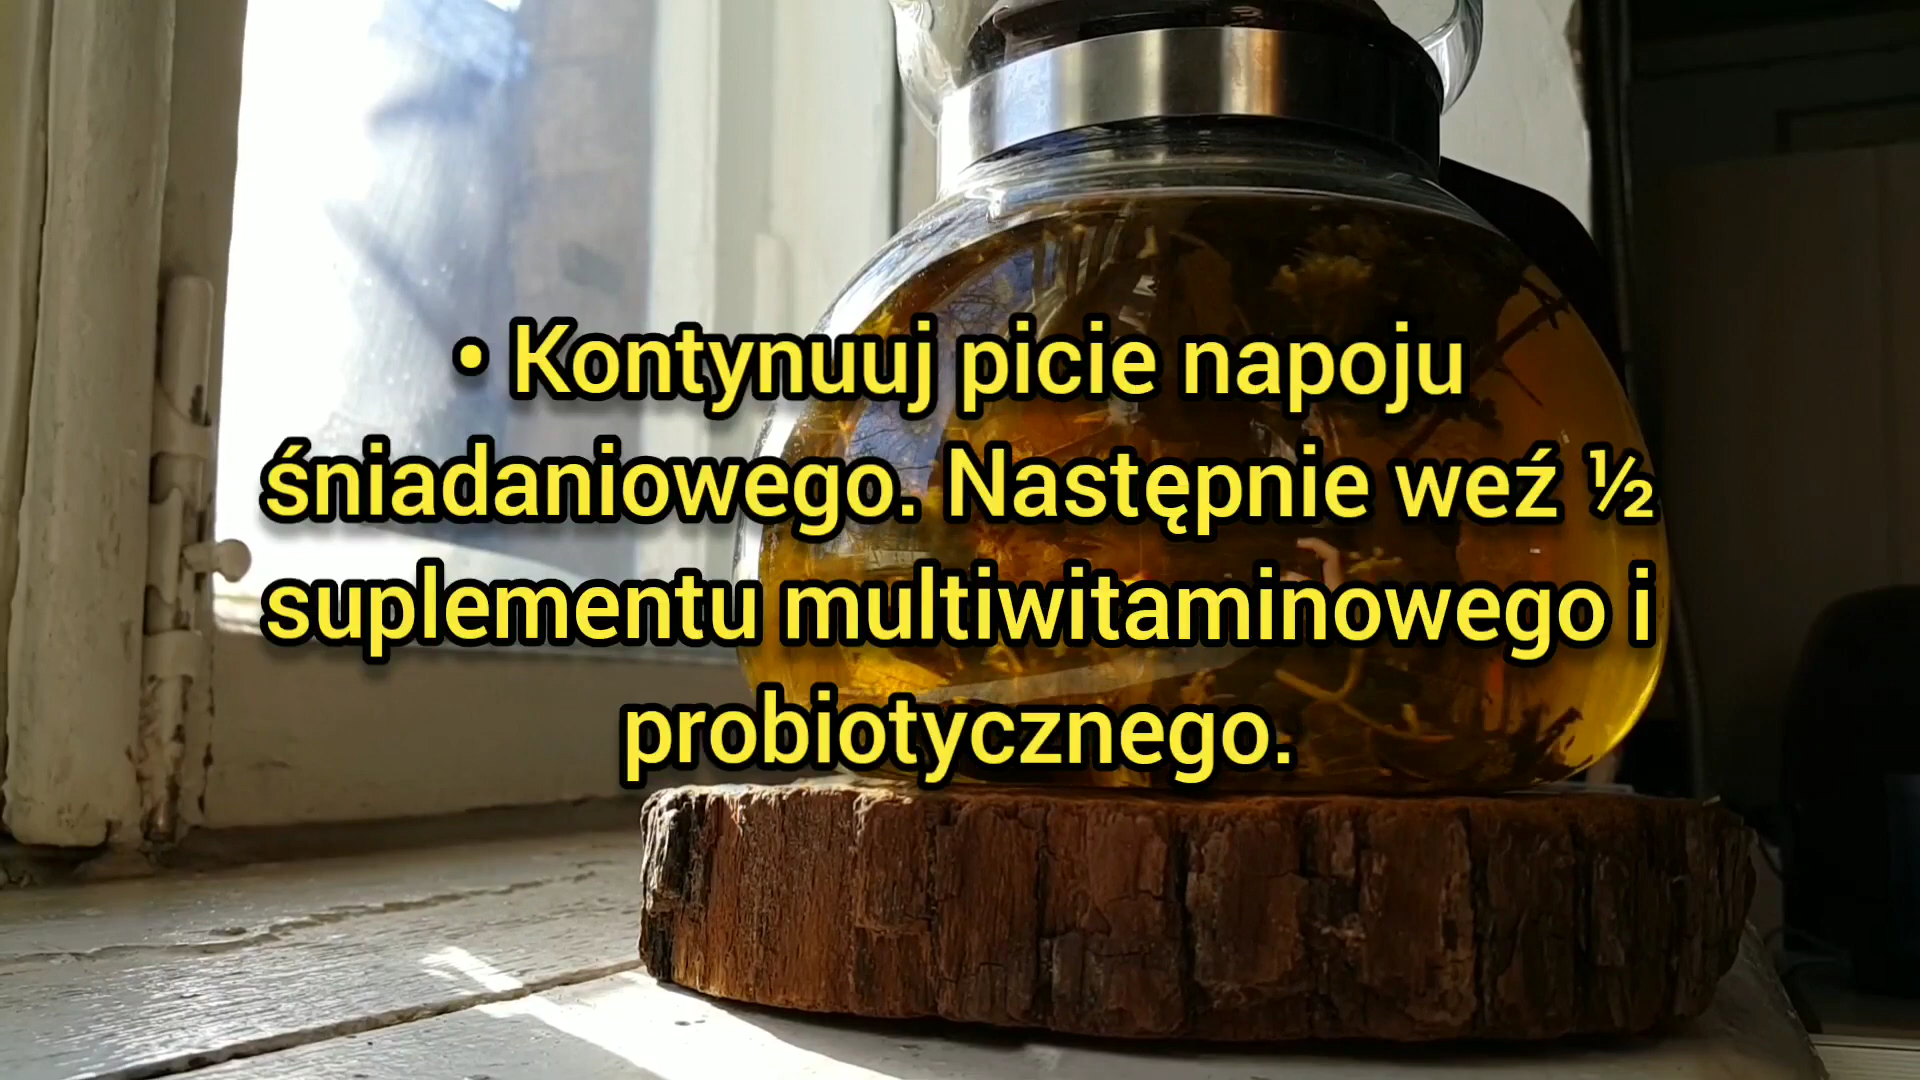 • Kontynuuj picie napoju
śniadaniowego. Następnie weź ½
suplementu multiwitaminowego i
probiotycznego.